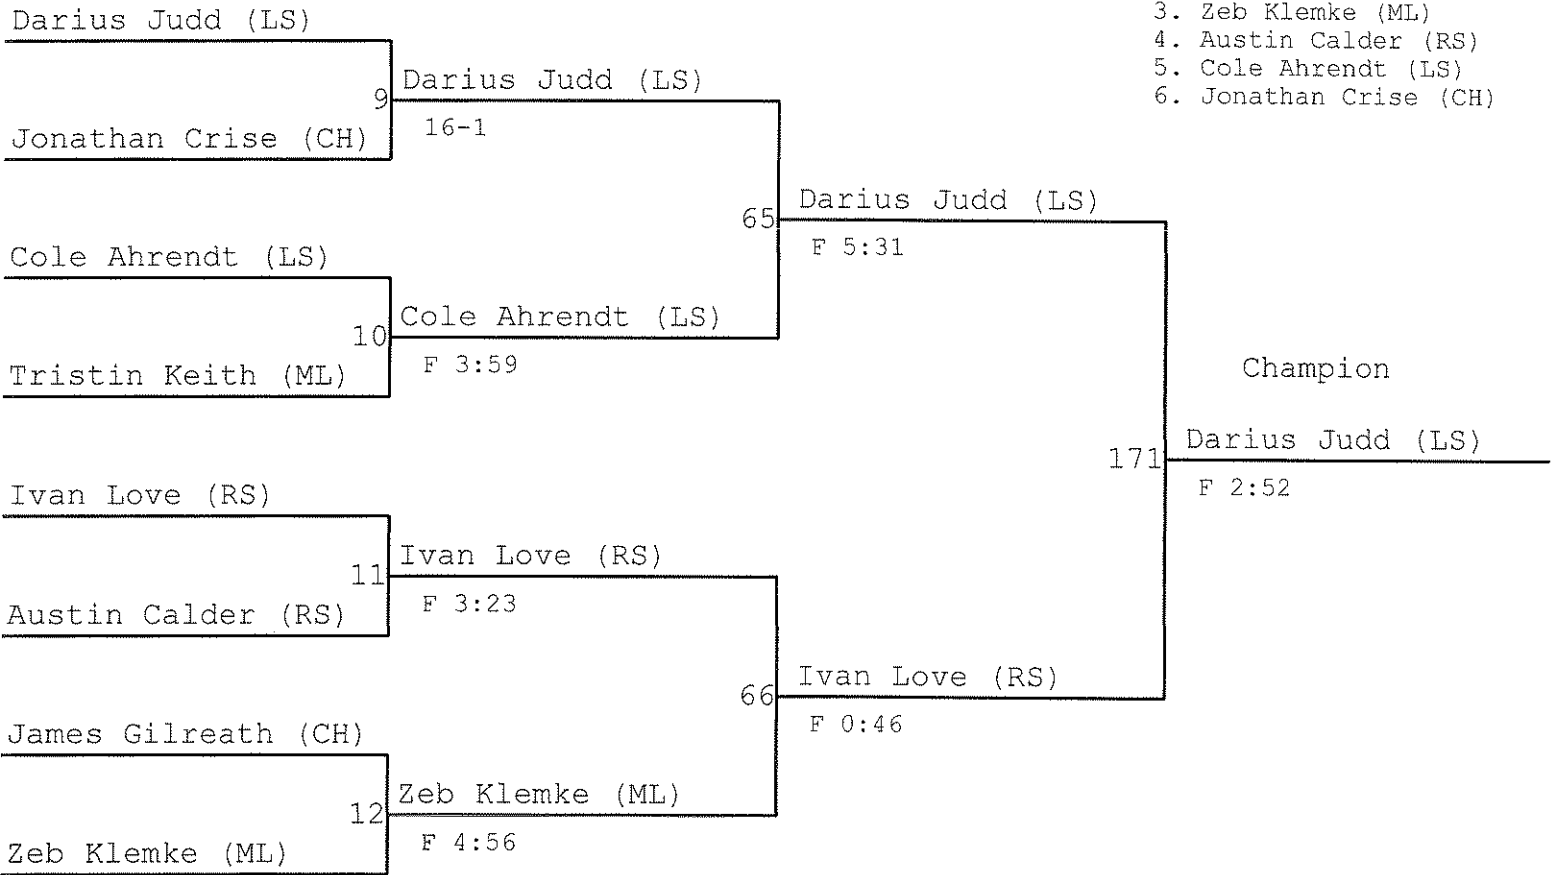 Darius Judd (LS)
3. Zeb Klemke (ML)
4. Austin Calder (RS)
5. Cole Ahrendt (LS)
6. Jonathan Crise (CH)
9
Darius Judd (LS)
16-1
Jonathan Crise (CH)
65
Darius Judd (LS)
F 5:31
Cole Ahrendt (LS)
10
Cole Ahrendt (LS)
F 3:59
Tristin Keith (ML)
Champion
171
Darius Judd (LS)
F 2:52
Ivan Love (RS)
11
Ivan Love (RS)
F 3:23
Austin Calder (RS)
66
Ivan Love (RS)
F 0:46
James Gilreath (CH)
12
Zeb Klemke (ML)
F 4:56
Zeb Klemke (ML)